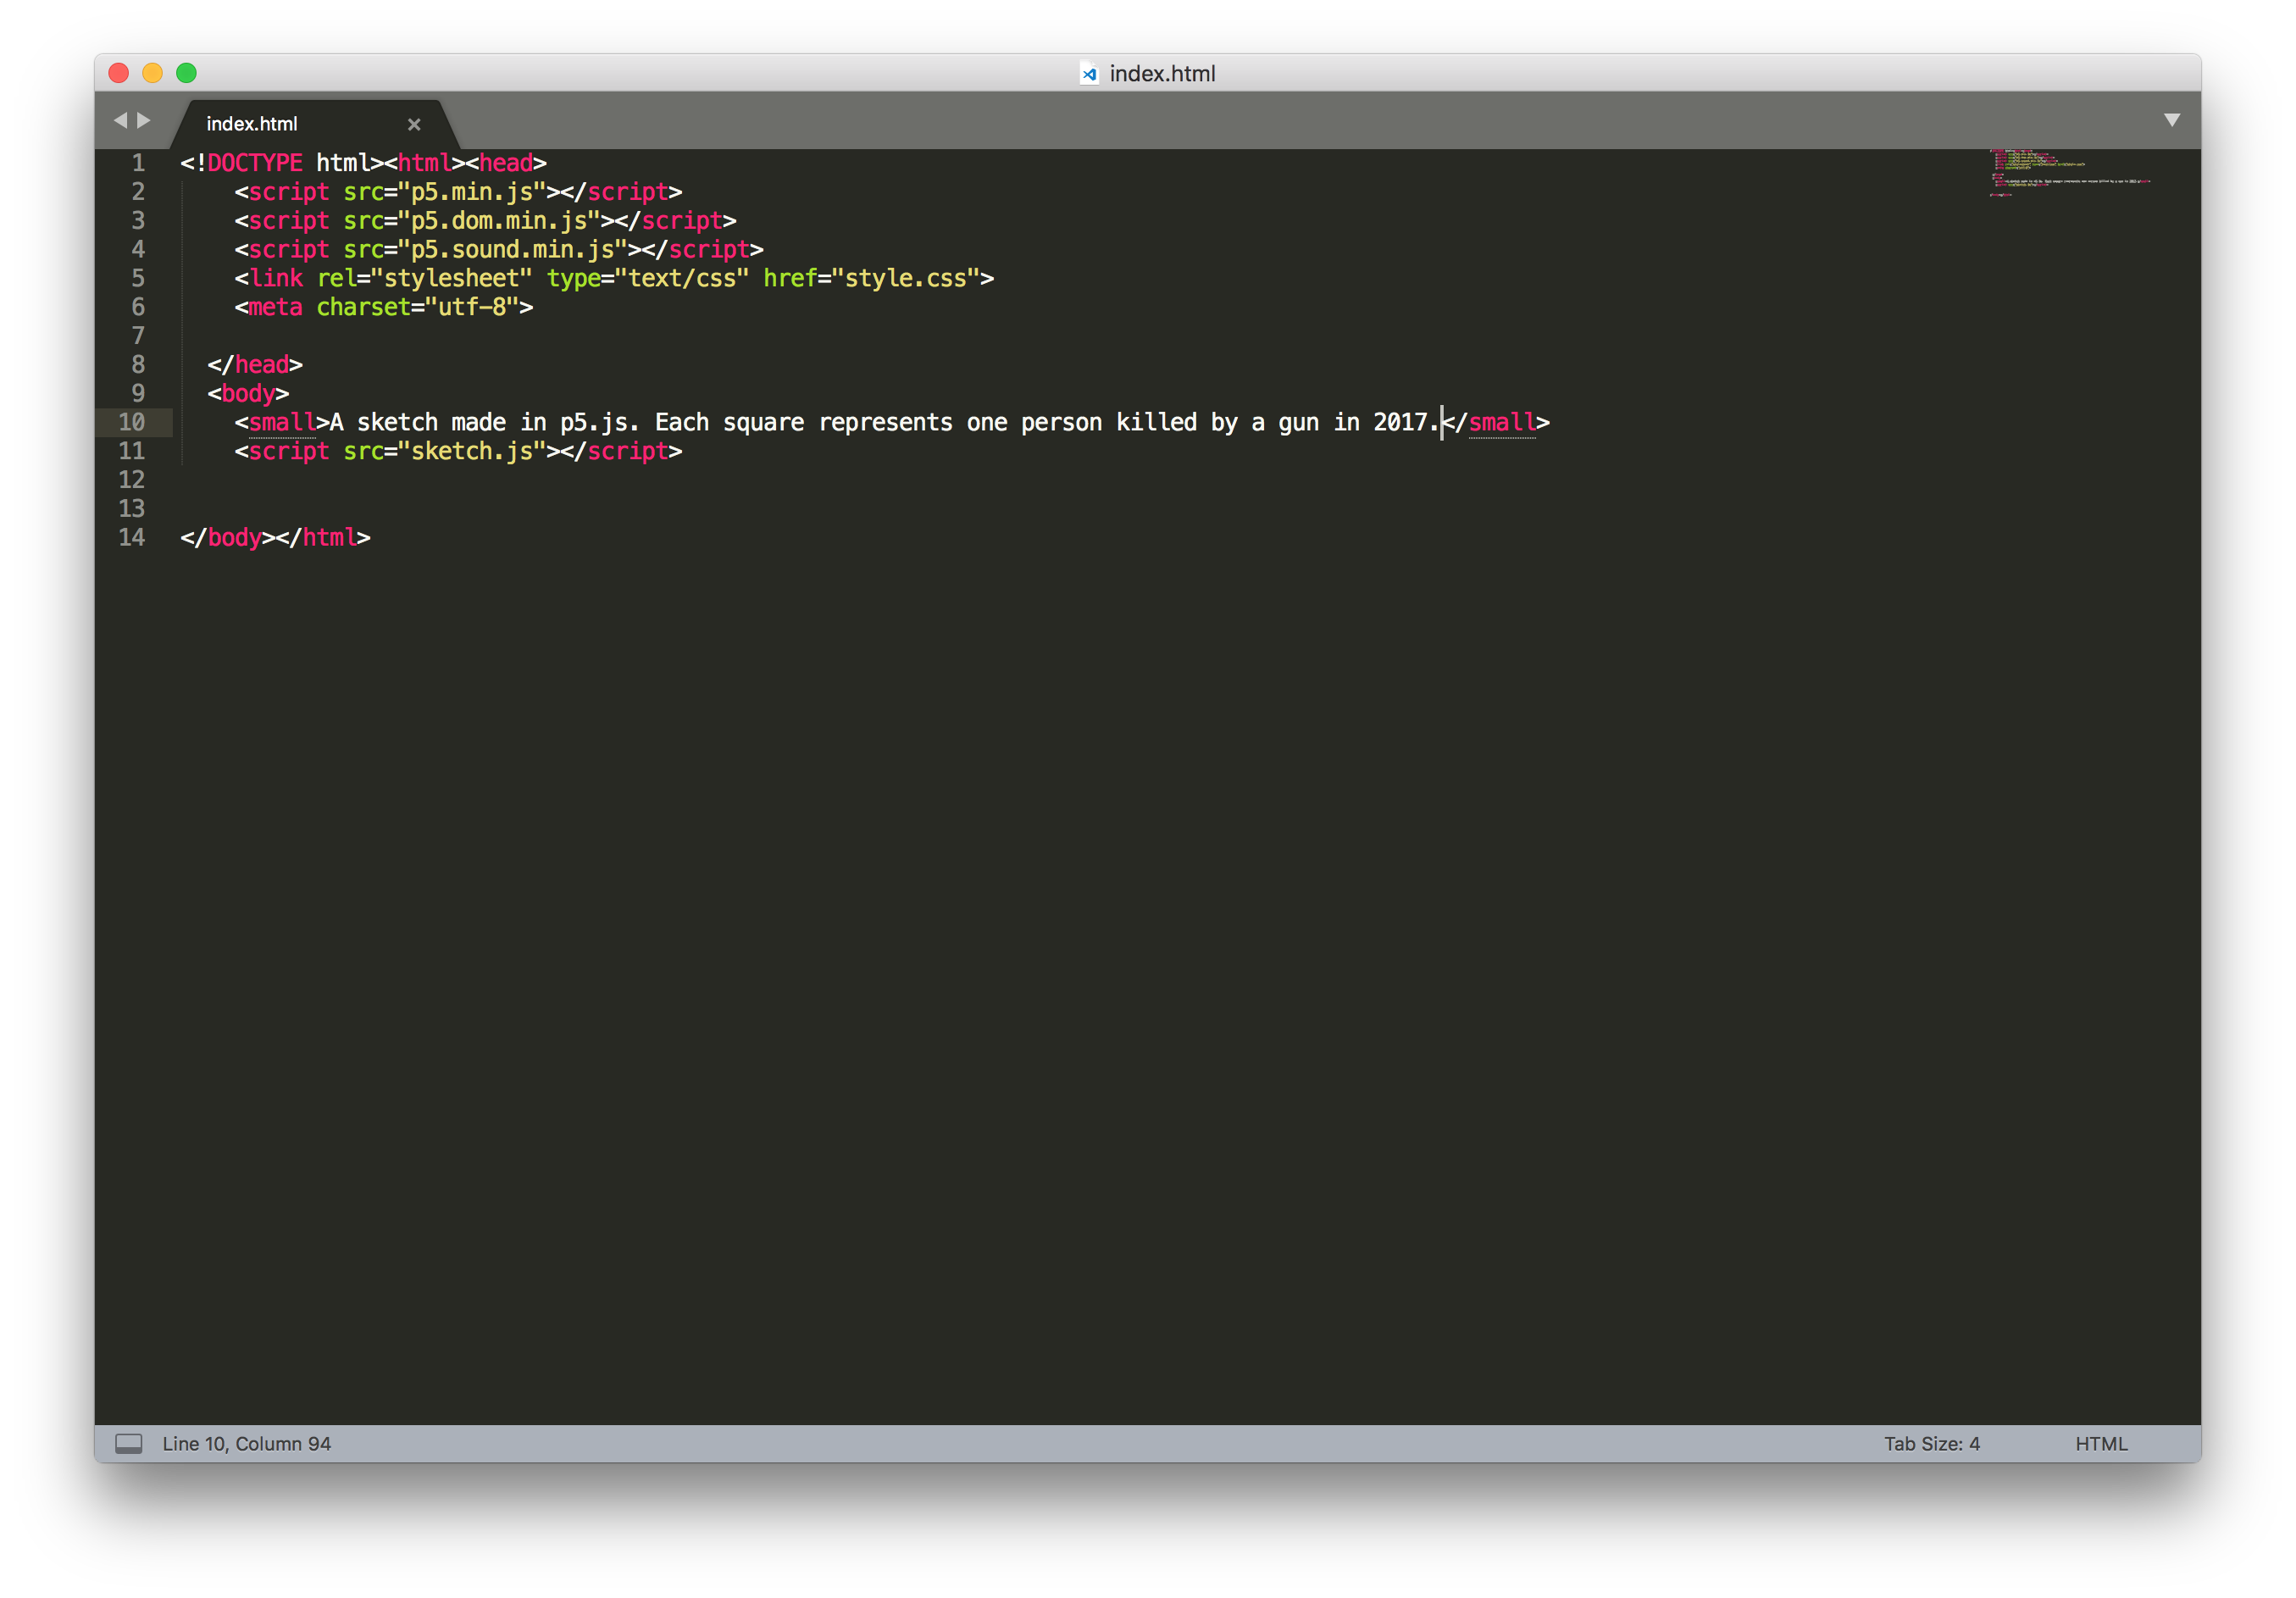 index.html
index.html ×
1 <!DOCTYPE html><html><head>
2     <script src="p5.min.js"></script>
3     <script src="p5.dom.min.js"></script>
4     <script src="p5.sound.min.js"></script>
5     <link rel="stylesheet" type="text/css" href="style.css">
6     <meta charset="utf-8">
7
8   </head>
9   <body>
10     <small>A sketch made in p5.js. Each square represents one person killed by a gun in 2017.</small>
11     <script src="sketch.js"></script>
12
13
14 </body></html>
Line 10, Column 94 Tab Size: 4 HTML